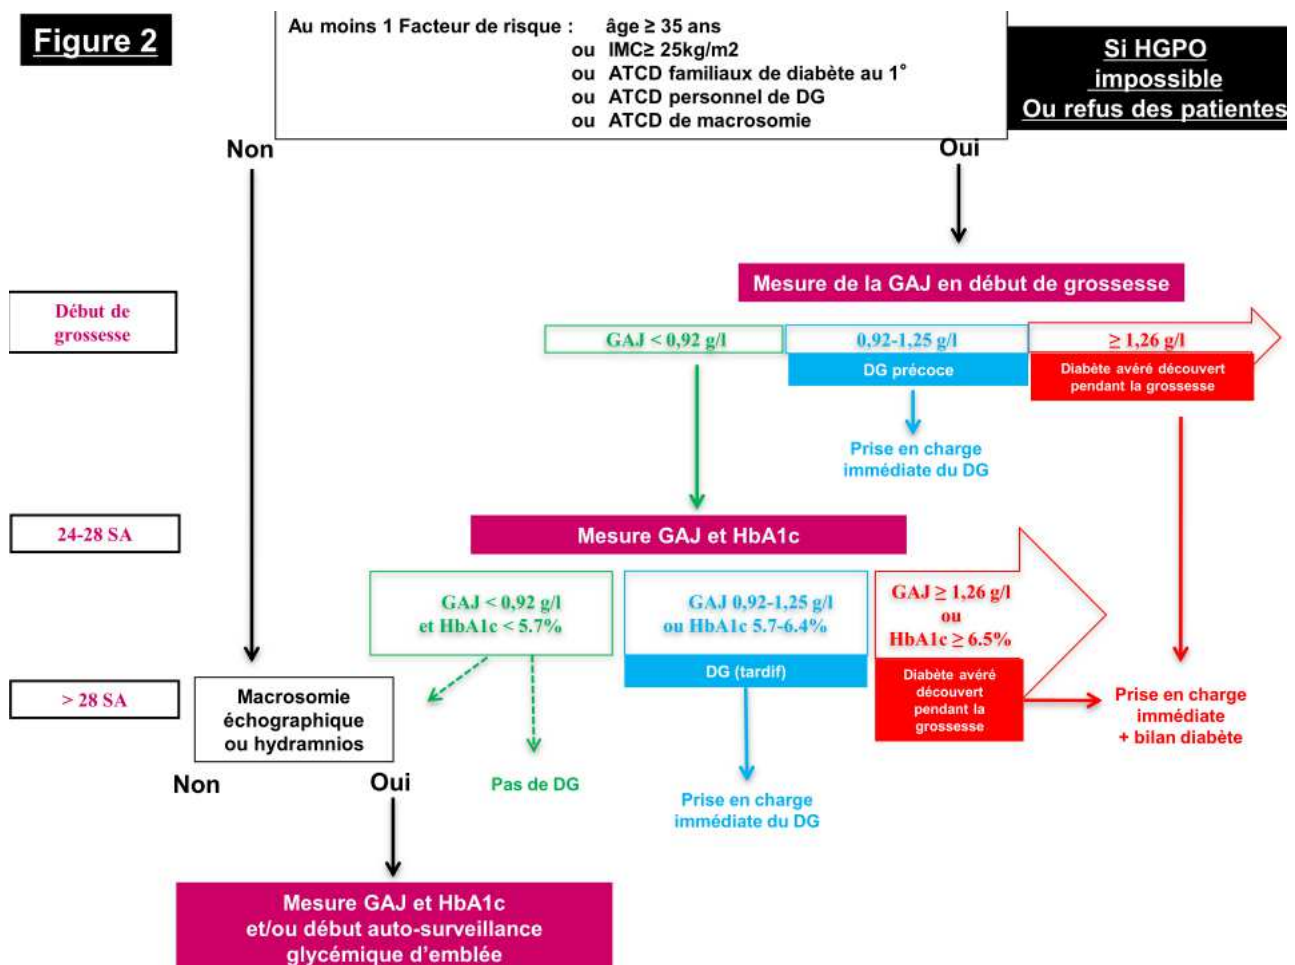 Figure 2
Au moins 1 Facteur de risque : âge ≥ 35 ans
ou IMC≥ 25kg/m2
ou ATCD familiaux de diabète au 1°
ou ATCD personnel de DG
ou ATCD de macrosomie
Si HGPO
impossible
Ou refus des patientes
Non
Oui
Mesure de la GAJ en début de grossesse
Début de
grossesse
GAJ < 0,92 g/l
0,92-1,25 g/l
≥ 1,26 g/l
DG précoce
Diabète avéré découvert
pendant la grossesse
Prise en charge
immédiate du DG
24-28 SA
Mesure GAJ et HbA1c
GAJ < 0,92 g/l
et HbA1c < 5.7%
GAJ 0,92-1,25 g/l
ou HbA1c 5.7-6.4%
GAJ ≥ 1,26 g/l
ou
HbA1c ≥ 6.5%
DG (tardif)
Diabète avéré
découvert
pendant la
grossesse
> 28 SA
Macrosomie
échographique
ou hydramnios
Prise en charge
immédiate
+ bilan diabète
Non
Oui
Pas de DG
Prise en charge
immédiate du DG
Mesure GAJ et HbA1c
et/ou début auto-surveillance
glycémique d'emblée